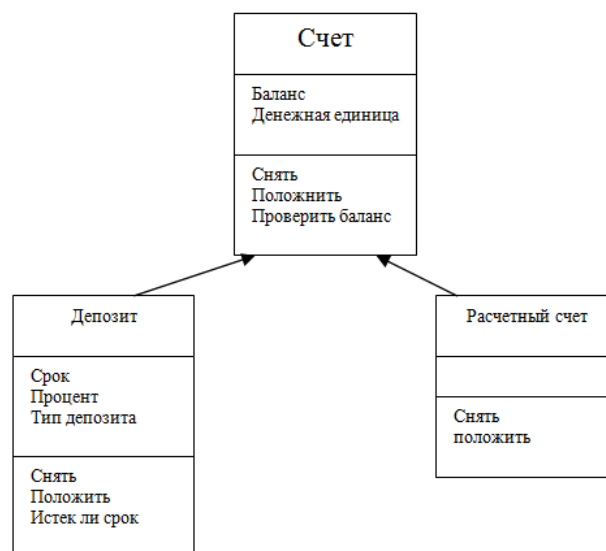 Счет
Баланс
Денежная единица
Снять
Положнить
Проверить баланс
Депозит
Срок
Процент
Тип депозита
Снять
Положить
Истек ли срок
Расчетный счет
Снять
положить